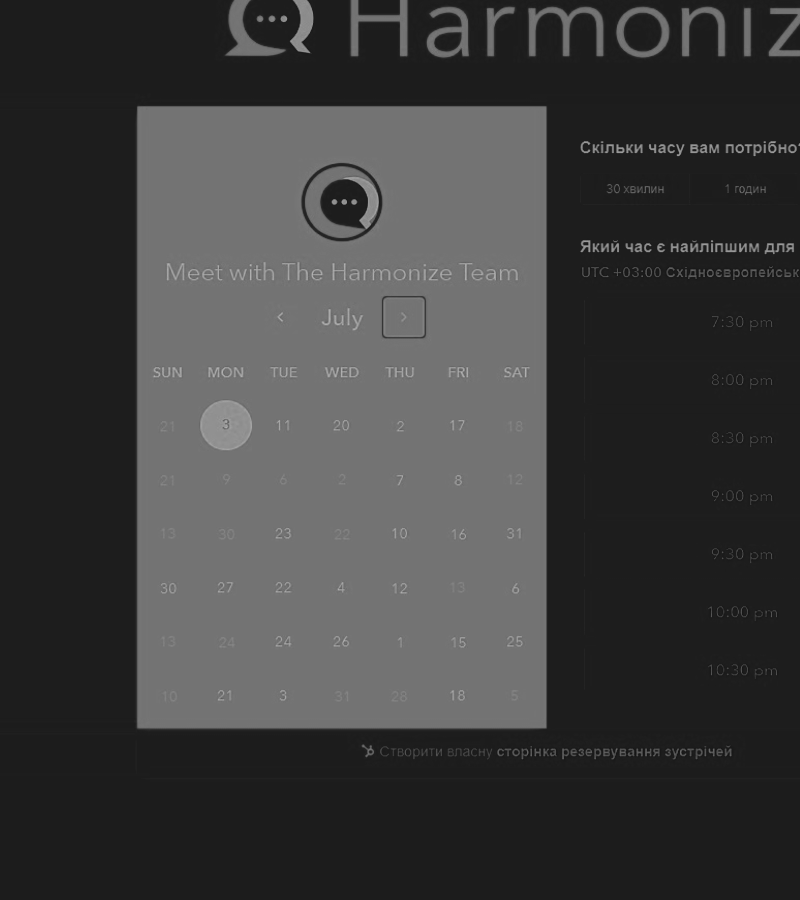 Harmoniz
Meet with The Harmonize Team
July
SUN MON TUE WED THU FRI SAT
21 3 11 20 2 17 18
21 9 6 2 7 8 12
13 30 23 22 10 16 31
30 27 22 4 12 13 6
13 24 24 26 1 15 25
10 21 3 31 28 18 5
Скільки часу вам потрібно?
30 хвилин 1 годин
Який час є найліпшим для
UTC +03:00 Східноєвропейськ
7:30 pm
8:00 pm
8:30 pm
9:00 pm
9:30 pm
10:00 pm
10:30 pm
Створити власну сторінка резервування зустрічей